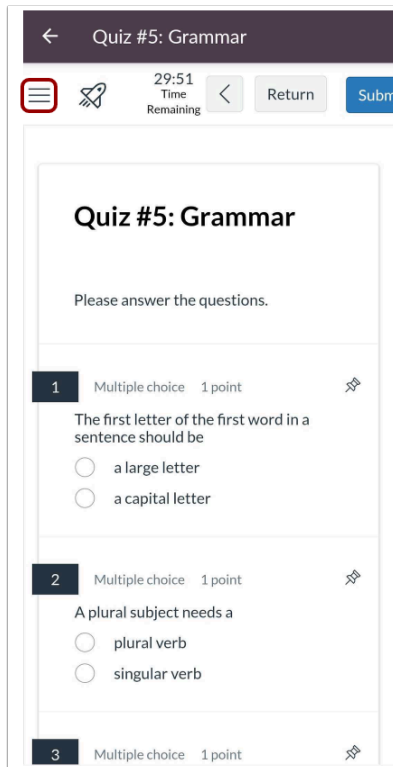 Quiz #5: Grammar
29:51
Time
Remaining
Return
Subm
Quiz #5: Grammar
Please answer the questions.
1 Multiple choice 1 point
The first letter of the first word in a
sentence should be
a large letter
a capital letter
2 Multiple choice 1 point
A plural subject needs a
plural verb
singular verb
3 Multiple choice 1 point